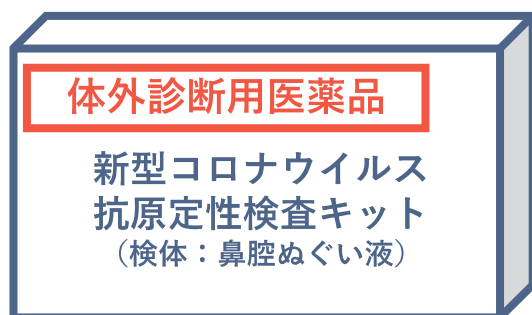 体外診断用医薬品
新型コロナウイルス
抗原定性検査キット
（検体：鼻腔ぬぐい液）